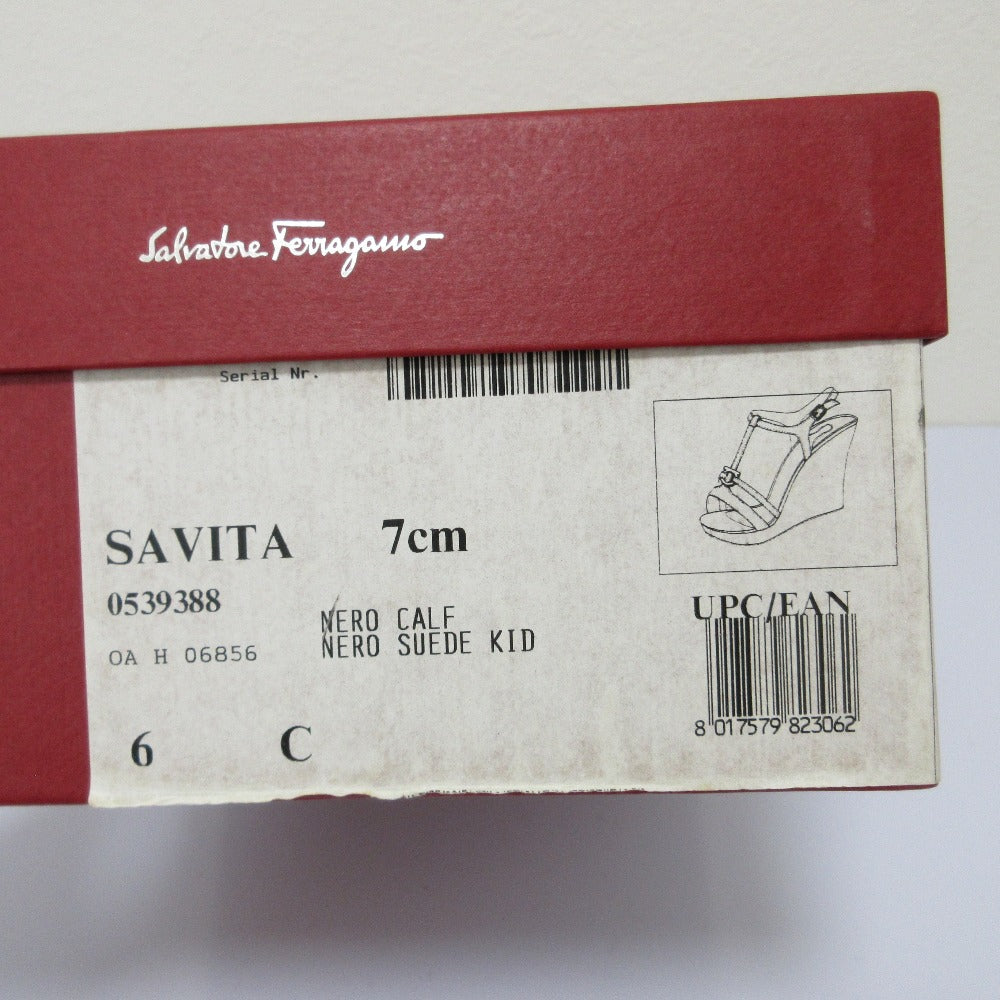 Salvatore Ferragamo
Serial Nr.
SAVITA 7cm
0539388
UPC/EAN
NERO CALF
OA H 06856 NERO SUEDE KID
8 017579 823062
6 C